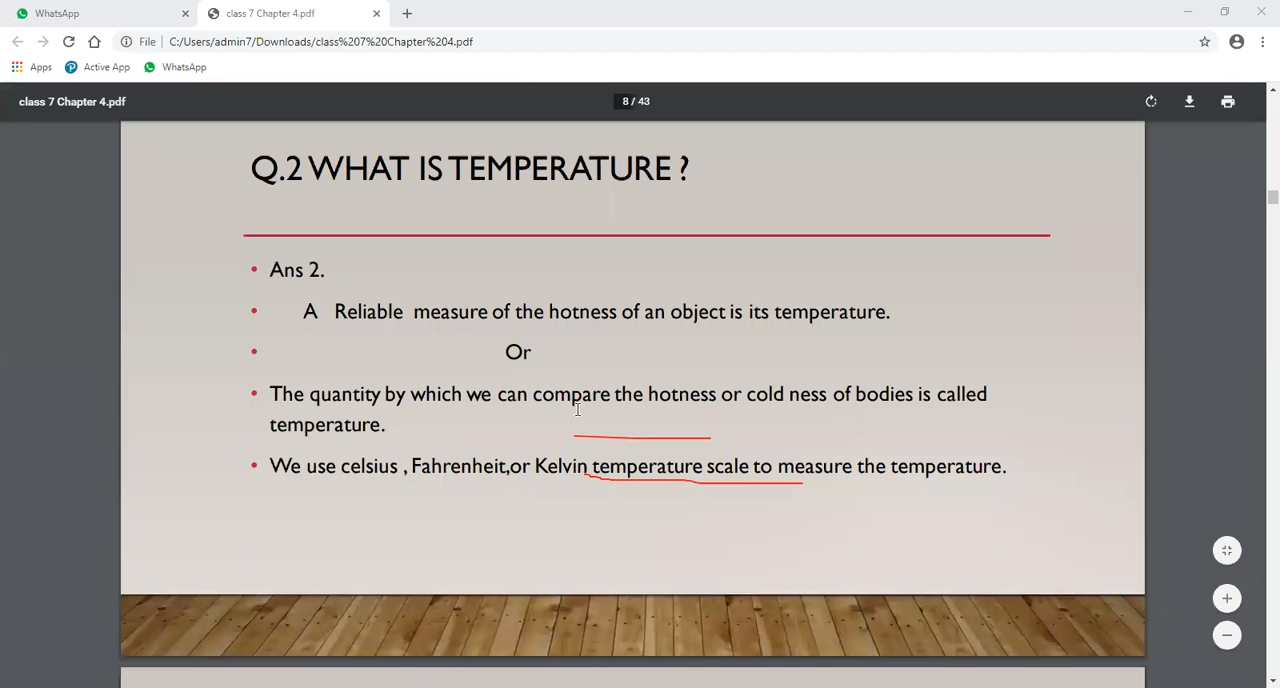 WhatsApp
class 7 Chapter 4.pdf
File
C:/Users/admin7/Downloads/class%207%20Chapter%204.pdf
Apps
Active App
WhatsApp
class 7 Chapter 4.pdf
8 / 43
Q.2 WHAT IS TEMPERATURE ?
• Ans 2.
• A Reliable measure of the hotness of an object is its temperature.
• Or
• The quantity by which we can compare the hotness or cold ness of bodies is called
temperature.
• We use celsius , Fahrenheit,or Kelvin temperature scale to measure the temperature.